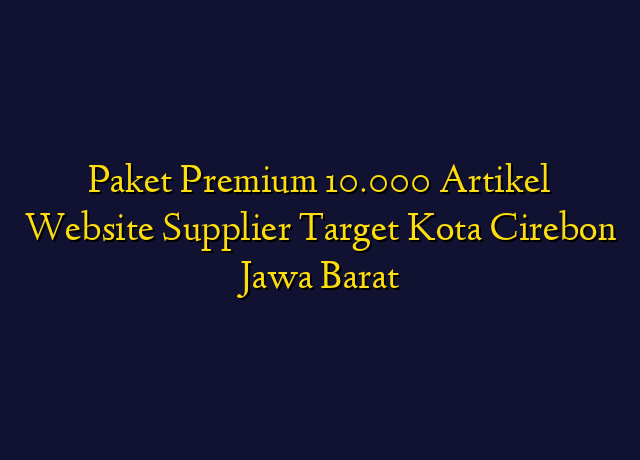 Paket Premium 10.000 Artikel
Website Supplier Target Kota Cirebon
Jawa Barat